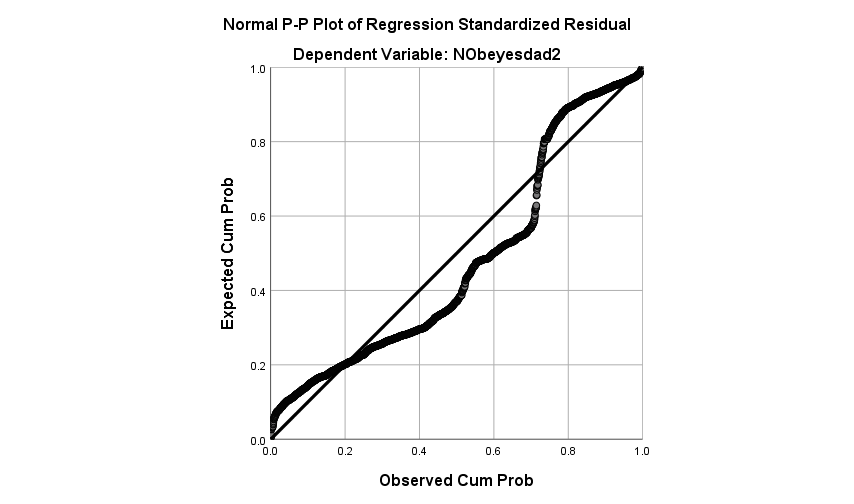 Normal P-P Plot of Regression Standardized Residual
Dependent Variable: NObeyesdad2
1.0
0.8
0.6
0.4
0.2
0.0
Expected Cum Prob
0.0 0.2 0.4 0.6 0.8 1.0
Observed Cum Prob